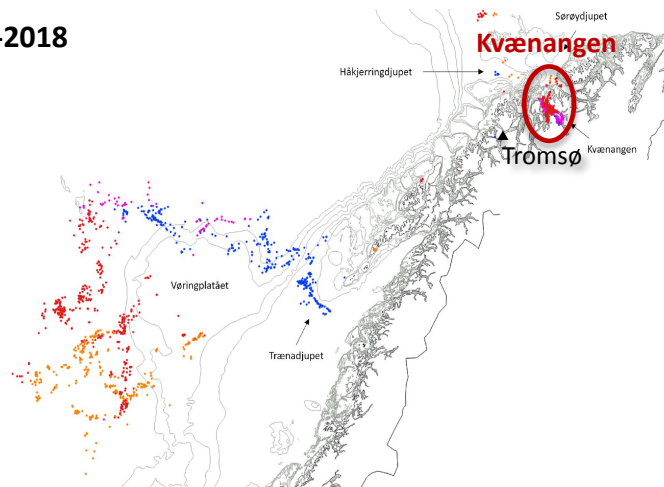 -2018
Sørøydjupet
Kvænangen
Håkjerringdjupet
Kvænangen
Tromsø
Vøringplatået
Trænadjupet